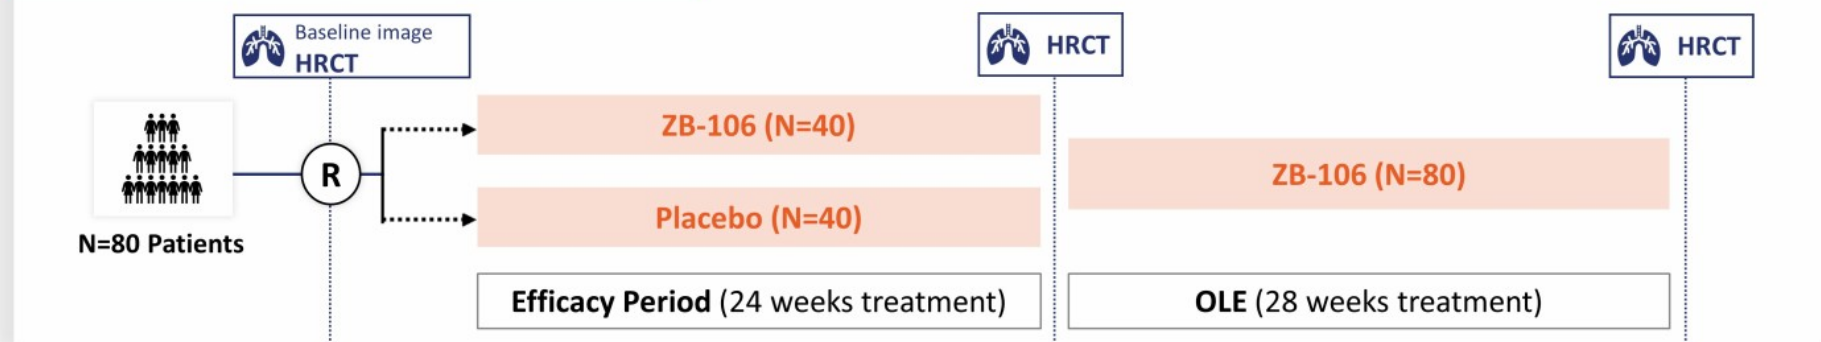 Baseline image
HRCT
HRCT
HRCT
R
N=80 Patients
ZB-106 (N=40)
Placebo (N=40)
ZB-106 (N=80)
Efficacy Period (24 weeks treatment)
OLE (28 weeks treatment)